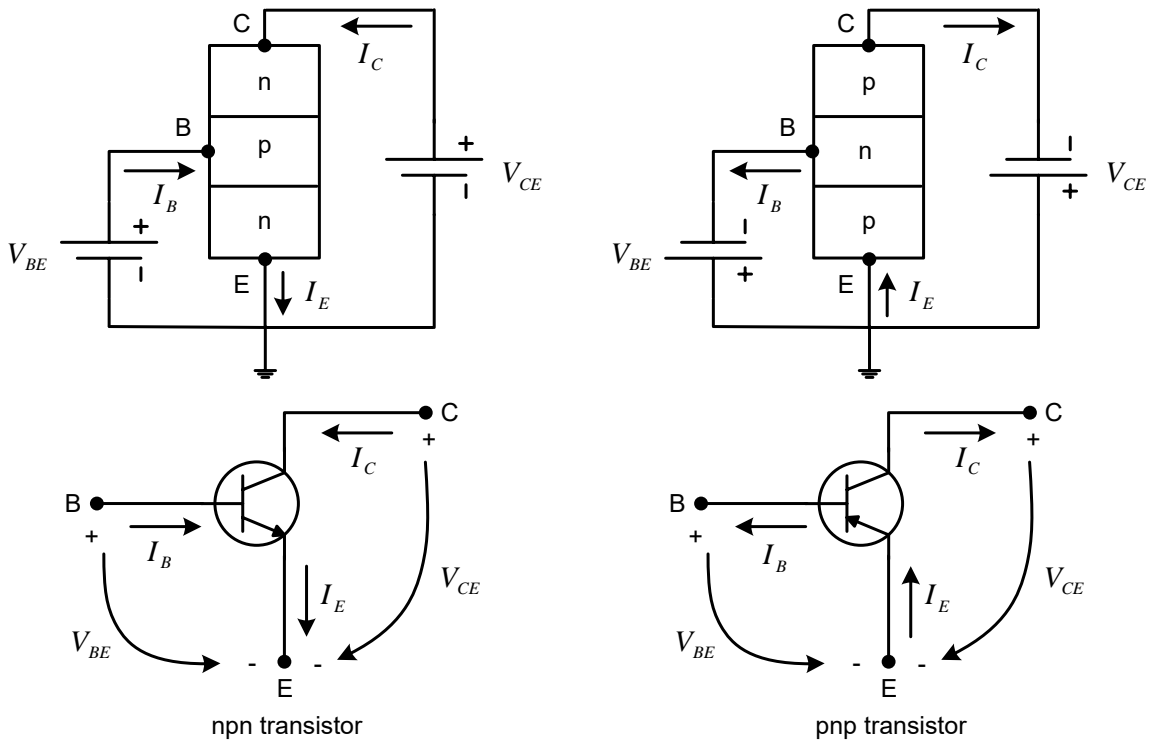 C
I_C
n
B
p
I_B
+
-
V_CE
n
+
-
V_BE
E
I_E
C
I_C
p
B
n
I_B
-
+
V_CE
p
-
+
V_BE
E
I_E
C
+
I_C
B
+
I_B
I_E
V_CE
V_BE
- -
E
npn transistor
C
+
I_C
B
+
I_B
I_E
V_CE
V_BE
- -
E
pnp transistor